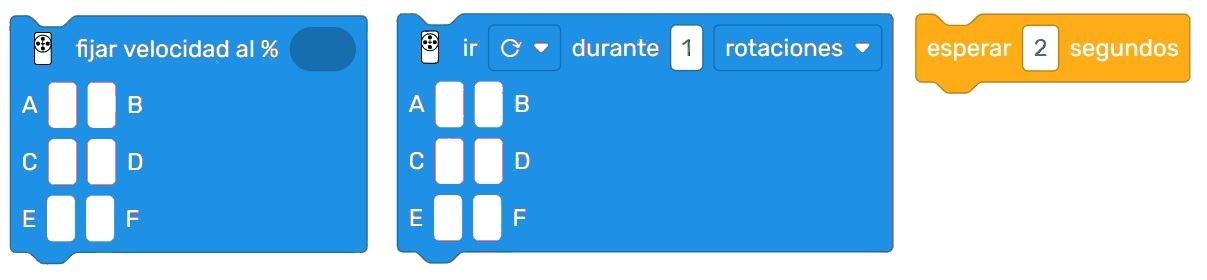 fijar velocidad al %
A B
C D
E F
ir durante 1 rotaciones
A B
C D
E F
esperar 2 segundos